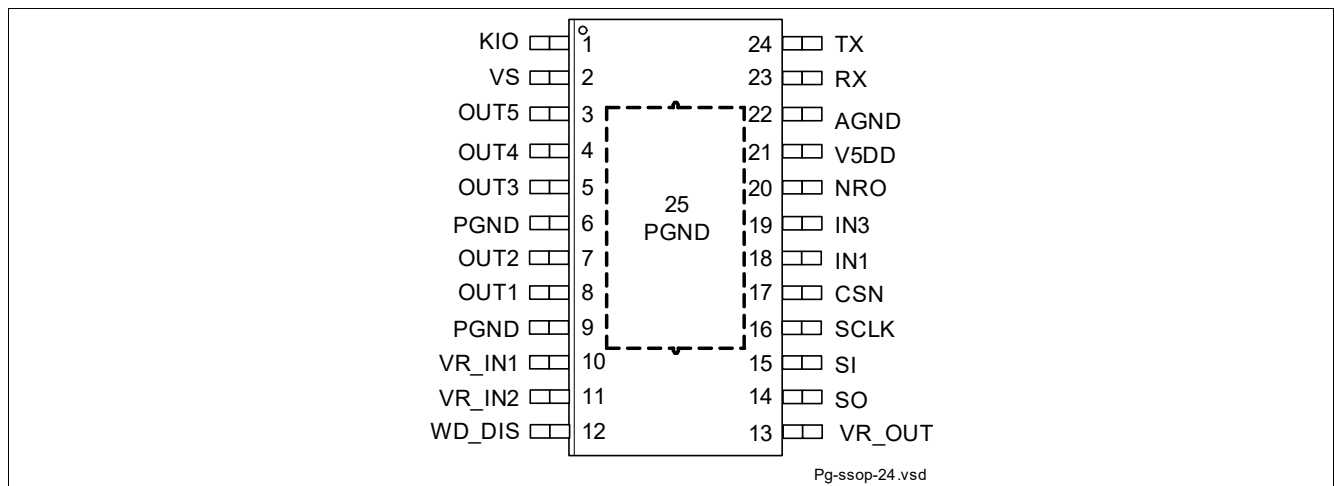 KIO 1 24 TX
VS 2 23 RX
OUT5 3 22 AGND
OUT4 4 21 V5DD
OUT3 5 20 NRO
25
PGND 6 19 IN3
PGND
OUT2 7 18 IN1
OUT1 8 17 CSN
PGND 9 16 SCLK
VR_IN1 10 15 SI
VR_IN2 11 14 SO
WD_DIS 12 13 VR_OUT
Pg-ssop-24.vsd